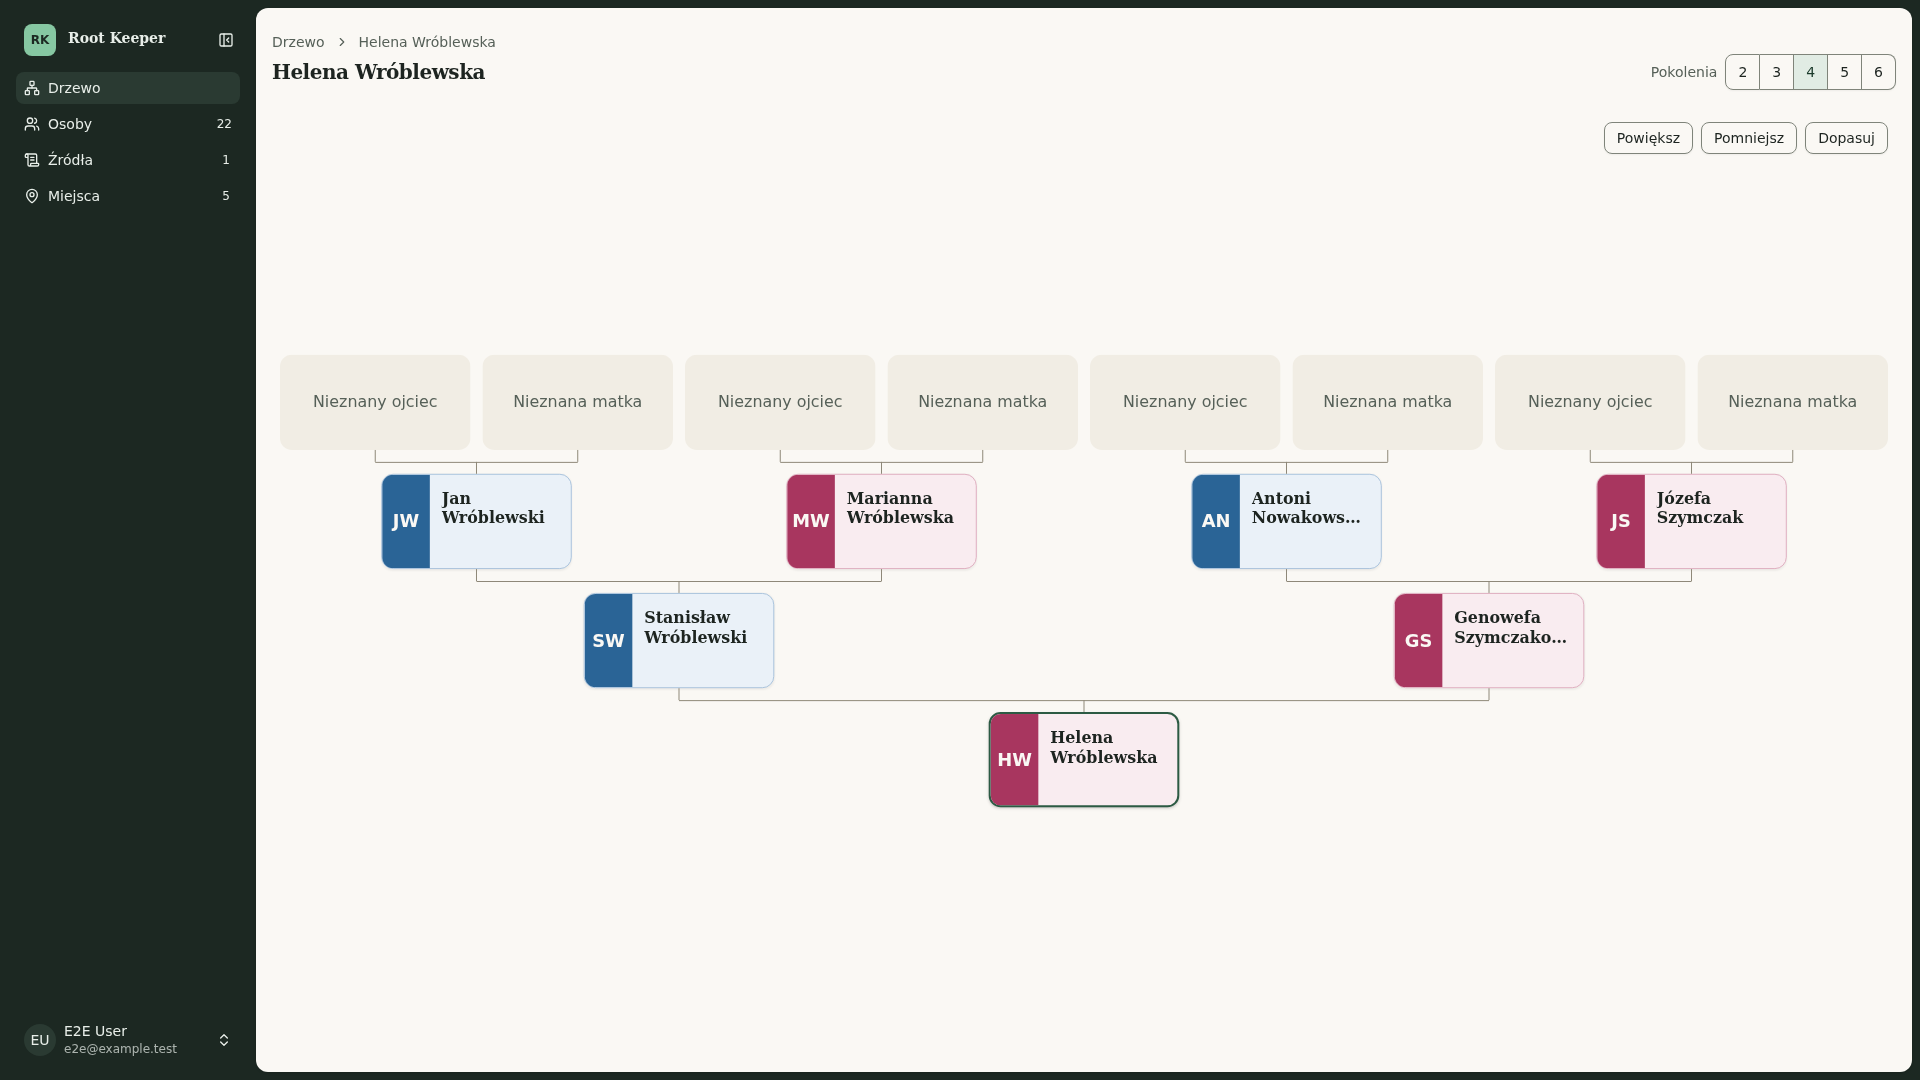 RK
Root Keeper
Drzewo
Osoby
22
Źródła
1
Miejsca
5
EU
E2E User
e2e@example.test
Drzewo
Helena Wróblewska
Helena Wróblewska
Pokolenia
2
3
4
5
6
Powiększ
Pomniejsz
Dopasuj
Nieznany ojciec
Nieznana matka
Nieznany ojciec
Nieznana matka
Nieznany ojciec
Nieznana matka
Nieznany ojciec
Nieznana matka
JW
Jan
Wróblewski
MW
Marianna
Wróblewska
AN
Antoni
Nowakows...
JS
Józefa
Szymczak
SW
Stanisław
Wróblewski
GS
Genowefa
Szymczako...
HW
Helena
Wróblewska